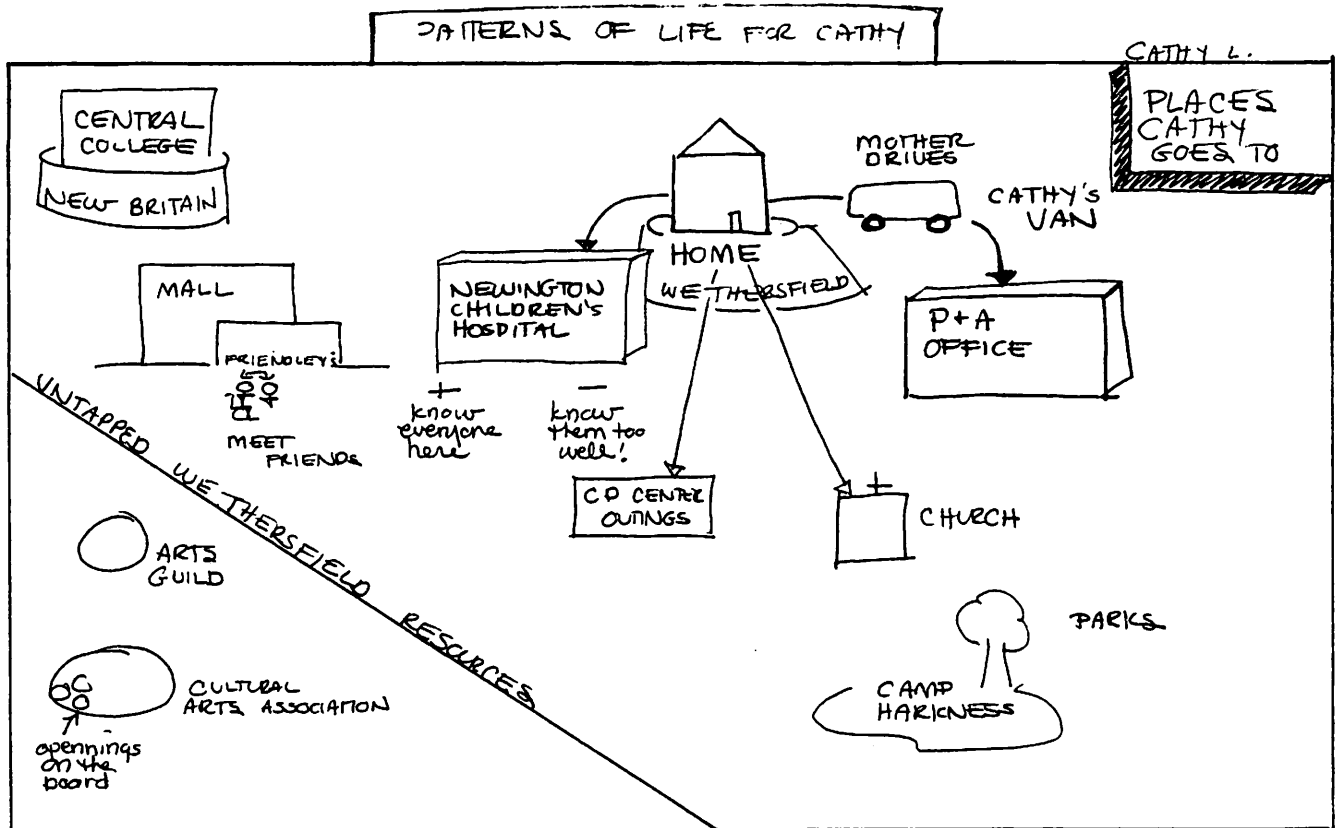 PATTERNS OF LIFE FOR CATHY
CATHY L.
PLACES
CATHY
GOES TO
CENTRAL
COLLEGE
NEW BRITAIN
MOTHER
DRIVES
CATHY's
VAN
HOME
WETHERSFIELD
NEWINGTON
CHILDREN'S
HOSPITAL
P+A
OFFICE
MALL
FRIENDLEY's
MEET
FRIENDS
+
know
everyone
here
–
know
them too
well!
CP CENTER
OUTINGS
CHURCH
UNTAPPED WETHERSFIELD RESOURCES
ARTS
GUILD
CULTURAL
ARTS ASSOCIATION
opennings
on the
board
PARKS
CAMP
HARKNESS